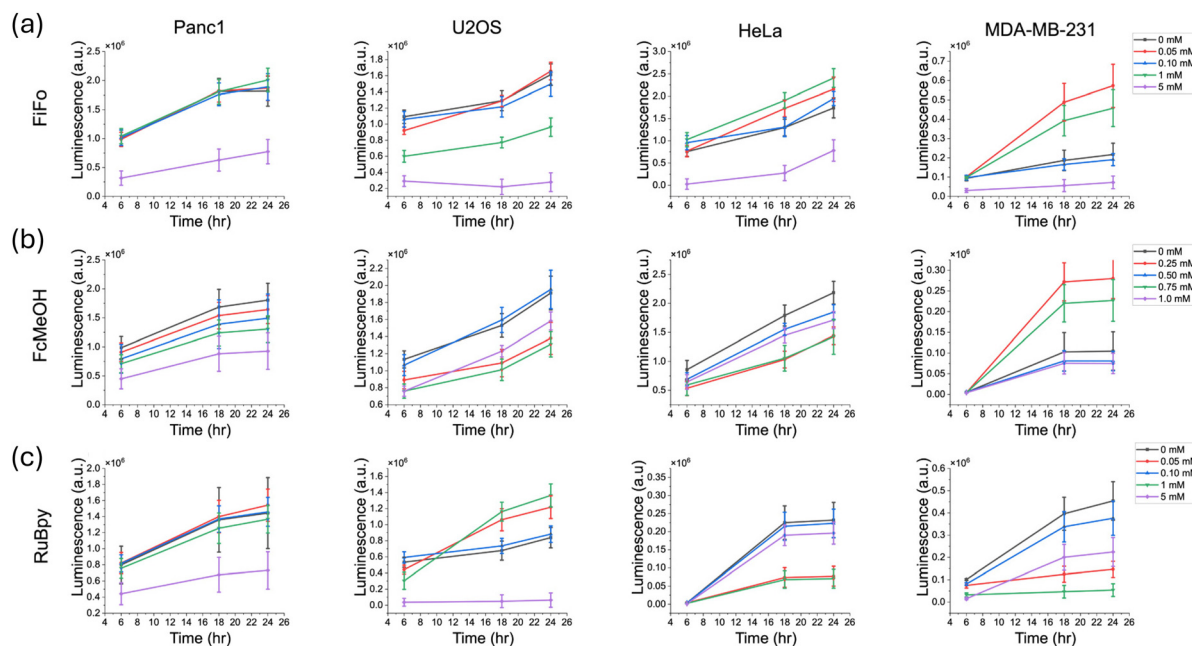 (a)
Panc1
U2OS
HeLa
MDA-MB-231
FiFo
×10⁶
Luminescence (a.u.)
2.5
2.0
1.5
1.0
0.5
0.0
4 6 8 10 12 14 16 18 20 22 24 26
Time (hr)
×10⁶
Luminescence (a.u.)
1.8
1.6
1.4
1.2
1.0
0.8
0.6
0.4
0.2
4 6 8 10 12 14 16 18 20 22 24 26
Time (hr)
×10⁶
Luminescence (a.u.)
3.0
2.5
2.0
1.5
1.0
0.5
0.0
4 6 8 10 12 14 16 18 20 22 24 26
Time (hr)
×10⁶
Luminescence (a.u.)
0.7
0.6
0.5
0.4
0.3
0.2
0.1
0.0
4 6 8 10 12 14 16 18 20 22 24 26
Time (hr)
0 mM
0.05 mM
0.10 mM
1 mM
5 mM
(b)
FcMeOH
×10⁶
Luminescence (a.u.)
2.5
2.0
1.5
1.0
0.5
0.0
4 6 8 10 12 14 16 18 20 22 24 26
Time (hr)
×10⁶
Luminescence (a.u.)
2.2
2.0
1.8
1.6
1.4
1.2
1.0
0.8
0.6
4 6 8 10 12 14 16 18 20 22 24 26
Time (hr)
×10⁶
Luminescence (a.u.)
2.5
2.0
1.5
1.0
0.5
4 6 8 10 12 14 16 18 20 22 24 26
Time (hr)
×10⁶
Luminescence (a.u.)
0.30
0.25
0.20
0.15
0.10
0.05
0.00
4 6 8 10 12 14 16 18 20 22 24 26
Time (hr)
0 mM
0.25 mM
0.50 mM
0.75 mM
1.0 mM
(c)
RuBpy
×10⁶
Luminescence (a.u.)
2.0
1.8
1.6
1.4
1.2
1.0
0.8
0.6
0.4
0.2
4 6 8 10 12 14 16 18 20 22 24 26
Time (hr)
×10⁶
Luminescence (a.u.)
1.6
1.4
1.2
1.0
0.8
0.6
0.4
0.2
0.0
4 6 8 10 12 14 16 18 20 22 24 26
Time (hr)
×10⁶
Luminescence (a.u)
0.35
0.30
0.25
0.20
0.15
0.10
0.05
0.00
4 6 8 10 12 14 16 18 20 22 24 26
Time (hr)
×10⁶
Luminescence (a.u.)
0.6
0.5
0.4
0.3
0.2
0.1
0.0
4 6 8 10 12 14 16 18 20 22 24 26
Time (hr)
0 mM
0.05 mM
0.10 mM
1 mM
5 mM